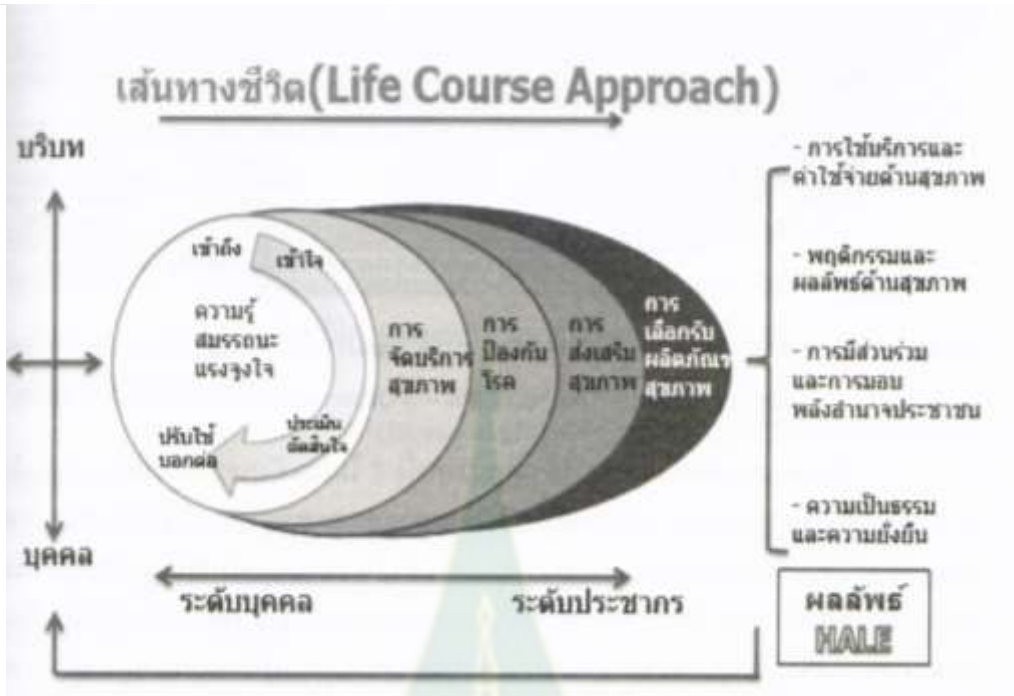 เส้นทางชีวิต(Life Course Approach)
บริบท
บุคคล
เข้าถึง
เข้าใจ
ความรู้
สมรรถนะ
แรงจูงใจ
ประเมิน
ตัดสินใจ
ปรับใช้
บอกต่อ
การ
จัดบริการ
สุขภาพ
การ
ป้องกัน
โรค
การ
ส่งเสริม
สุขภาพ
การ
เลือกรับ
ผลิตภัณฑ์
สุขภาพ
- การใช้บริการและ
ค่าใช้จ่ายด้านสุขภาพ
- พฤติกรรมและ
ผลลัพธ์ด้านสุขภาพ
- การมีส่วนร่วม
และการมอบ
พลังอำนาจประชาชน
- ความเป็นธรรม
และความยั่งยืน
ระดับบุคคล
ระดับประชากร
ผลลัพธ์
HALE